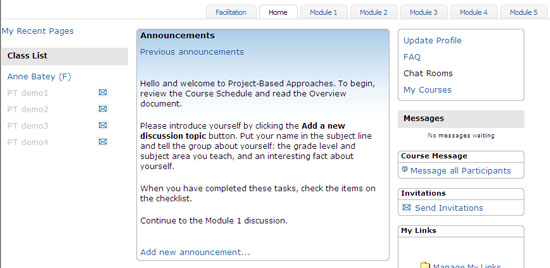 Facilitation Home Module 1 Module 2 Module 3 Module 4 Module 5
My Recent Pages
Class List
Anne Batey (F)
PT demo1
PT demo2
PT demo3
PT demo4
Announcements
Previous announcements
Hello and welcome to Project-Based Approaches. To begin,
review the Course Schedule and read the Overview
document.
Please introduce yourself by clicking the Add a new
discussion topic button. Put your name in the subject line
and tell the group about yourself: the grade level and
subject area you teach, and an interesting fact about
yourself.
When you have completed these tasks, check the items on
the checklist.
Continue to the Module 1 discussion.
Add new announcement...
Update Profile
FAQ
Chat Rooms
My Courses
Messages
No messages waiting
Course Message
Message all Participants
Invitations
Send Invitations
My Links
Manage My Links